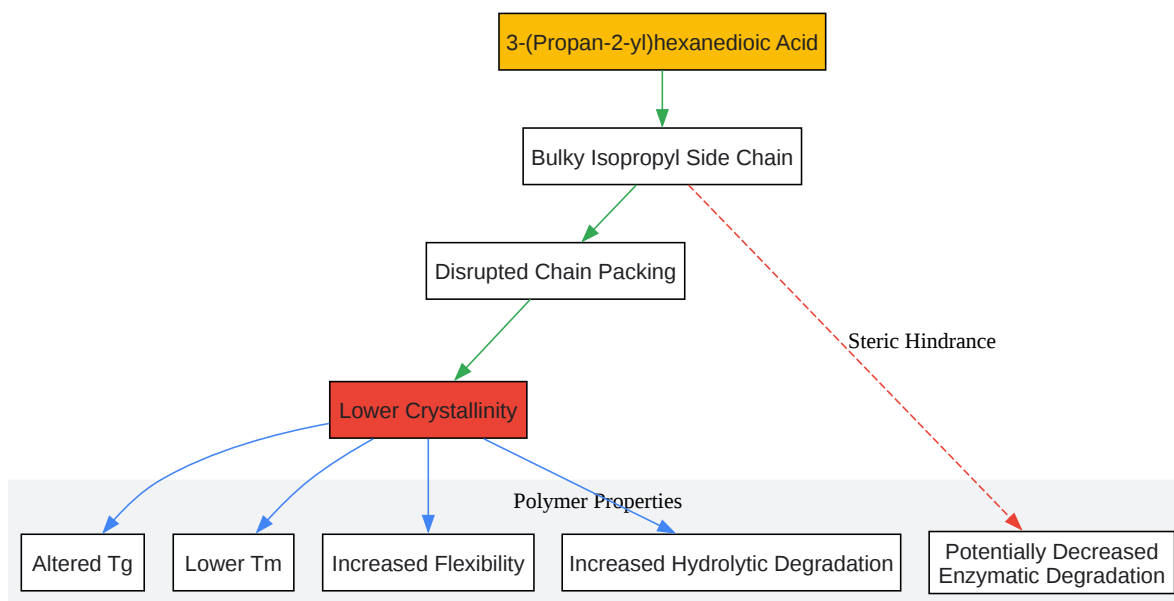 3-(Propan-2-yl)hexanedioic Acid
Bulky Isopropyl Side Chain
Disrupted Chain Packing
Steric Hindrance
Lower Crystallinity
Polymer Properties
Altered Tg
Lower Tm
Increased Flexibility
Increased Hydrolytic Degradation
Potentially Decreased
Enzymatic Degradation